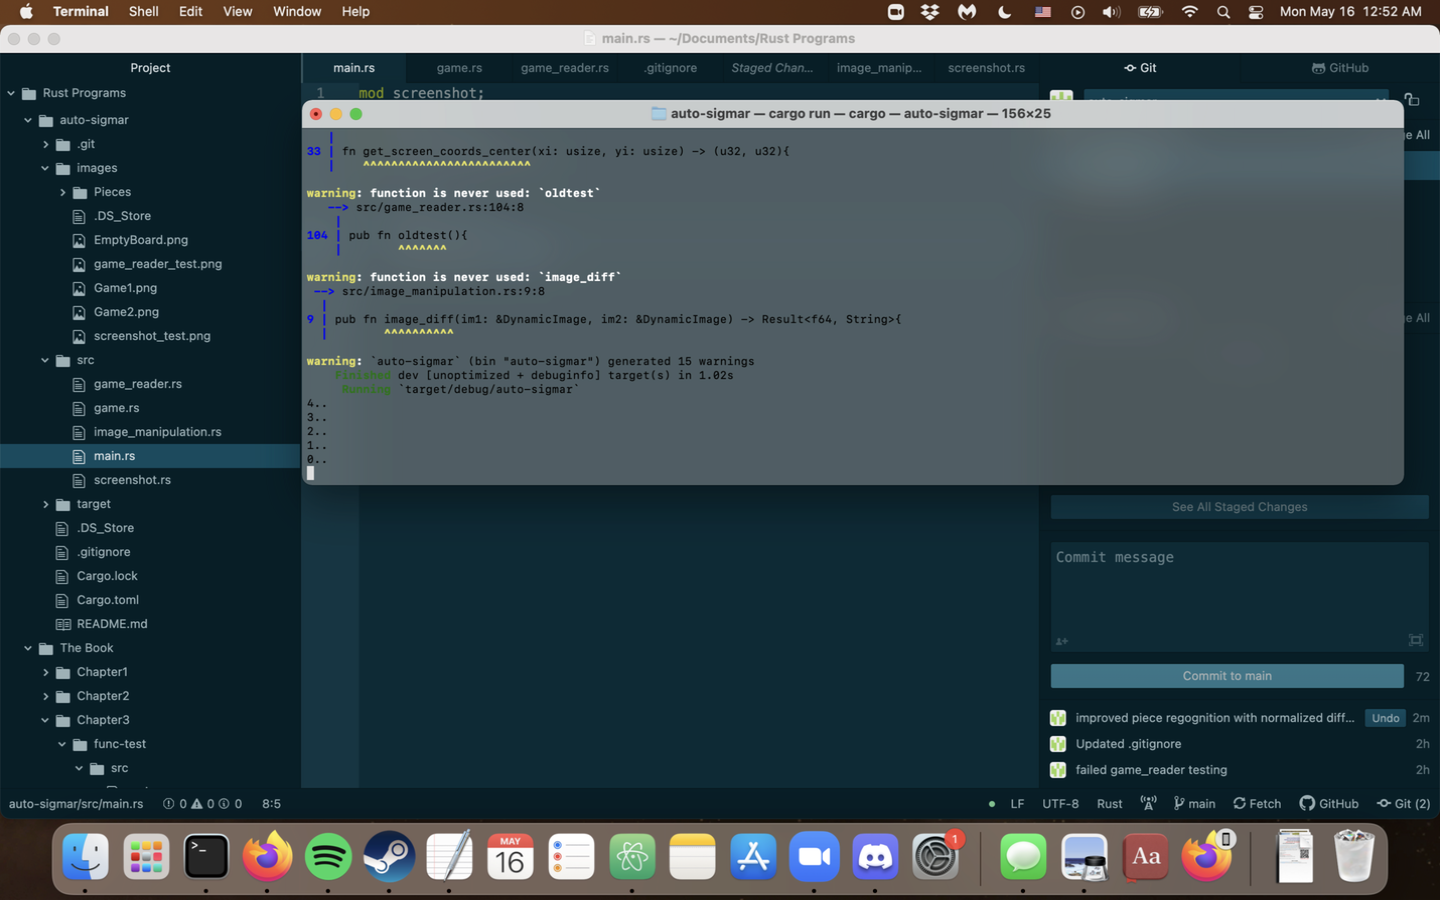 Terminal Shell Edit View Window Help
Mon May 16 12:52 AM
main.rs — ~/Documents/Rust Programs
Project
main.rs game.rs game_reader.rs .gitignore Staged Chan... image_manip... screenshot.rs
Git GitHub
1 mod screenshot;
auto-sigmar — cargo run — cargo — auto-sigmar — 156×25
33 | fn get_screen_coords_center(xi: usize, yi: usize) -> (u32, u32){
| ^^^^^^^^^^^^^^^^^^^^^^^^
warning: function is never used: `oldtest`
--> src/game_reader.rs:104:8
|
104 | pub fn oldtest(){
| ^^^^^^^
warning: function is never used: `image_diff`
--> src/image_manipulation.rs:9:8
|
9 | pub fn image_diff(im1: &DynamicImage, im2: &DynamicImage) -> Result<f64, String>{
| ^^^^^^^^^^
warning: `auto-sigmar` (bin "auto-sigmar") generated 15 warnings
Finished dev [unoptimized + debuginfo] target(s) in 1.02s
Running `target/debug/auto-sigmar`
4..
3..
2..
1..
0..
Rust Programs
auto-sigmar
.git
images
Pieces
.DS_Store
EmptyBoard.png
game_reader_test.png
Game1.png
Game2.png
screenshot_test.png
src
game_reader.rs
game.rs
image_manipulation.rs
main.rs
screenshot.rs
target
.DS_Store
.gitignore
Cargo.lock
Cargo.toml
README.md
The Book
Chapter1
Chapter2
Chapter3
func-test
src
e All
e All
See All Staged Changes
Commit message
Commit to main 72
improved piece regognition with normalized diff... Undo 2m
Updated .gitignore 2h
failed game_reader testing 2h
auto-sigmar/src/main.rs 0 0 0 8:5
LF UTF-8 Rust main Fetch GitHub Git (2)
MAY
16
1
Aa